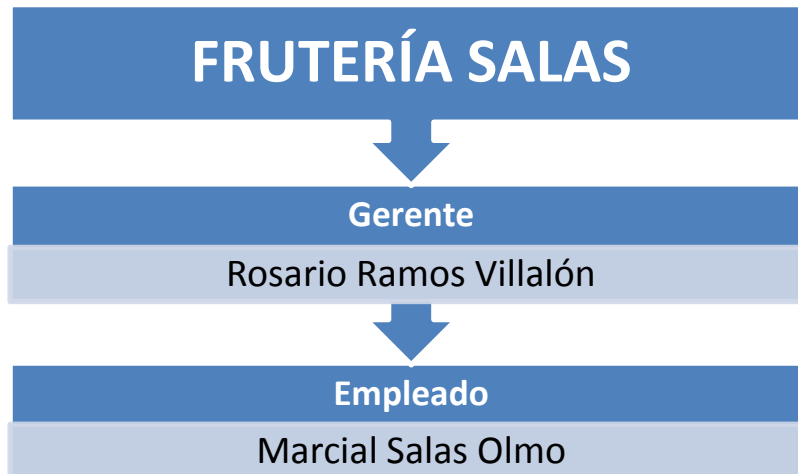 FRUTERÍA SALAS
Gerente
Rosario Ramos Villalón
Empleado
Marcial Salas Olmo